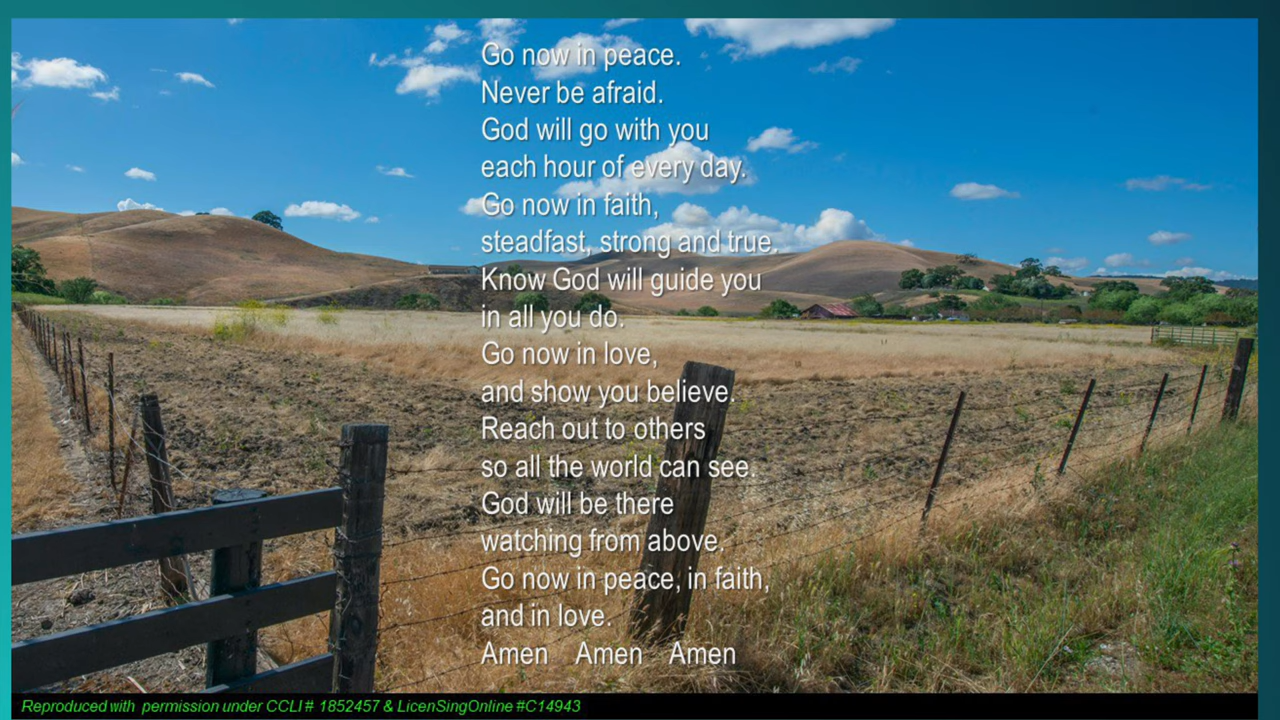 Go now in peace.
Never be afraid.
God will go with you
each hour of every day.
Go now in faith,
steadfast, strong and true.
Know God will guide you
in all you do.
Go now in love,
and show you believe.
Reach out to others
so all the world can see.
God will be there
watching from above.
Go now in peace, in faith,
and in love.
Amen Amen Amen
Reproduced with permission under CCLI # 1852457 & LicenSingOnline #C14943